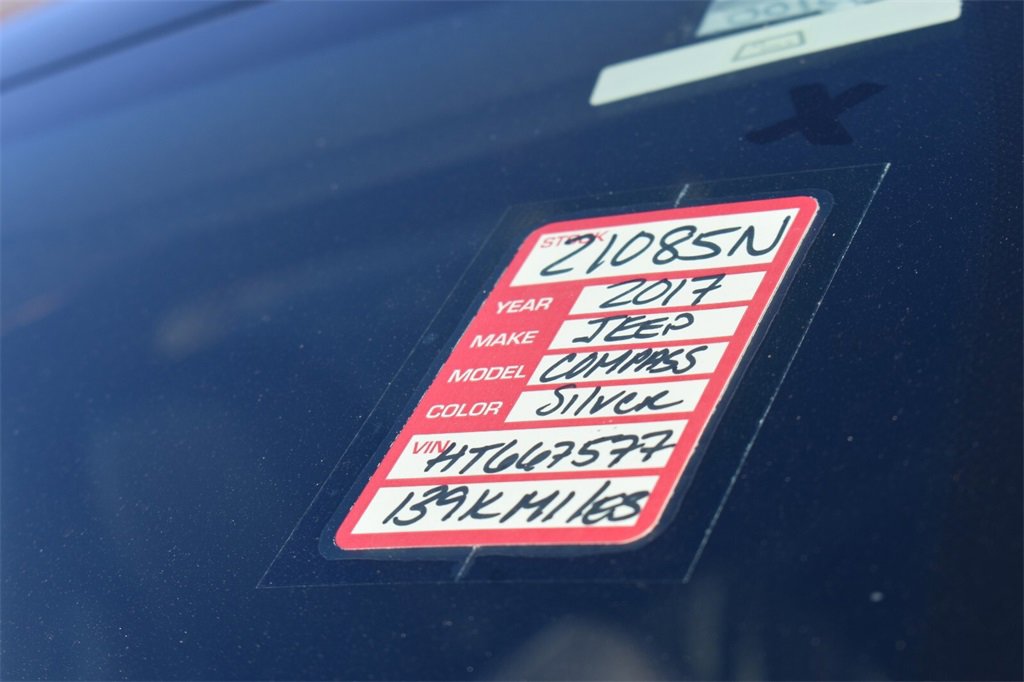 STOCK 21085N
YEAR 2017
MAKE JEEP
MODEL COMPASS
COLOR Silver
VIN HT667577
139K MIles
X